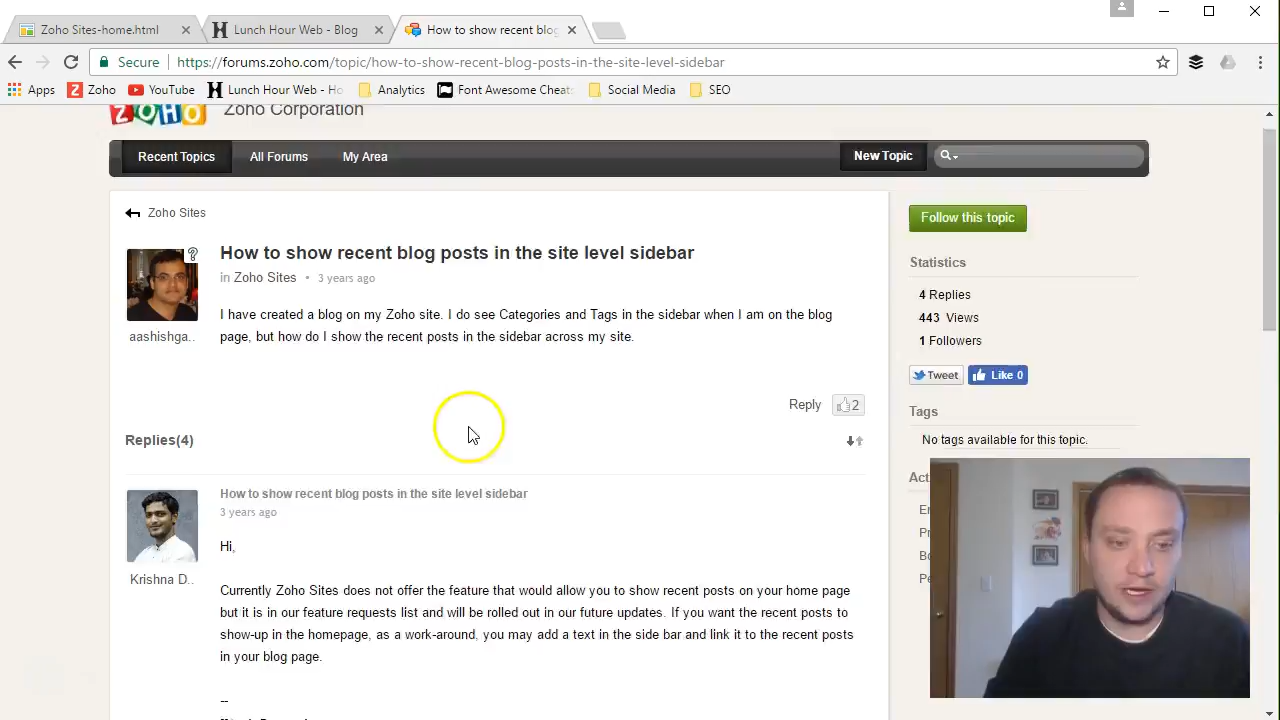 Zoho Sites-home.html
Lunch Hour Web - Blog
How to show recent blog
Secure
https://forums.zoho.com/topic/how-to-show-recent-blog-posts-in-the-site-level-sidebar
Apps
Zoho
YouTube
Lunch Hour Web - Ho
Analytics
Font Awesome Cheat
Social Media
SEO
ZOHO
Zoho Corporation
Recent Topics
All Forums
My Area
New Topic
Zoho Sites
How to show recent blog posts in the site level sidebar
in Zoho Sites • 3 years ago
I have created a blog on my Zoho site. I do see Categories and Tags in the sidebar when I am on the blog
page, but how do I show the recent posts in the sidebar across my site.
aashishga..
Reply
2
Replies(4)
How to show recent blog posts in the site level sidebar
3 years ago
Hi,
Krishna D..
Currently Zoho Sites does not offer the feature that would allow you to show recent posts on your home page
but it is in our feature requests list and will be rolled out in our future updates. If you want the recent posts to
show-up in the homepage, as a work-around, you may add a text in the side bar and link it to the recent posts
in your blog page.
--
Follow this topic
Statistics
4 Replies
443 Views
1 Followers
Tweet
Like 0
Tags
No tags available for this topic.